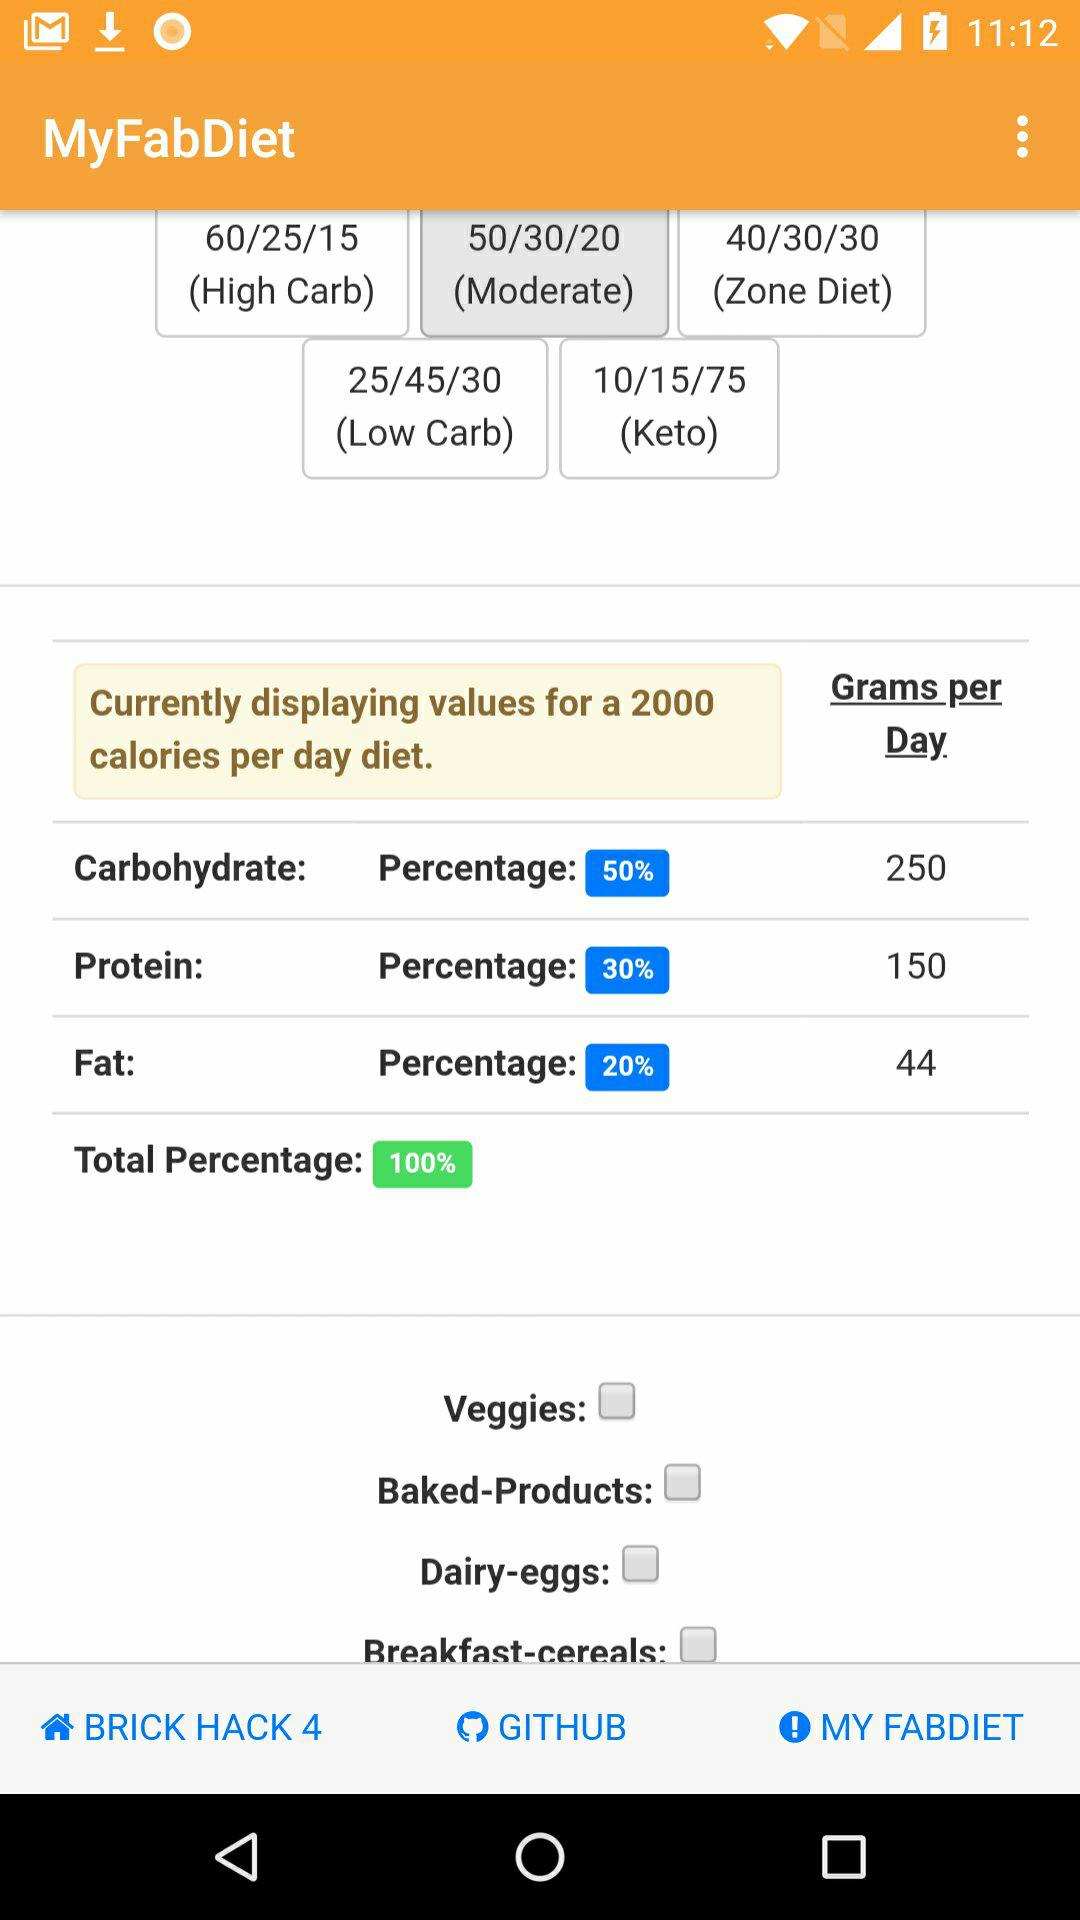 11:12
MyFabDiet
60/25/15 50/30/20 40/30/30
(High Carb) (Moderate) (Zone Diet)
25/45/30 10/15/75
(Low Carb) (Keto)
Currently displaying values for a 2000
calories per day diet.
Grams per
Day
Carbohydrate: Percentage: 50% 250
Protein: Percentage: 30% 150
Fat: Percentage: 20% 44
Total Percentage: 100%
Veggies:
Baked-Products:
Dairy-eggs:
Breakfast-cereals:
BRICK HACK 4 GITHUB MY FABDIET